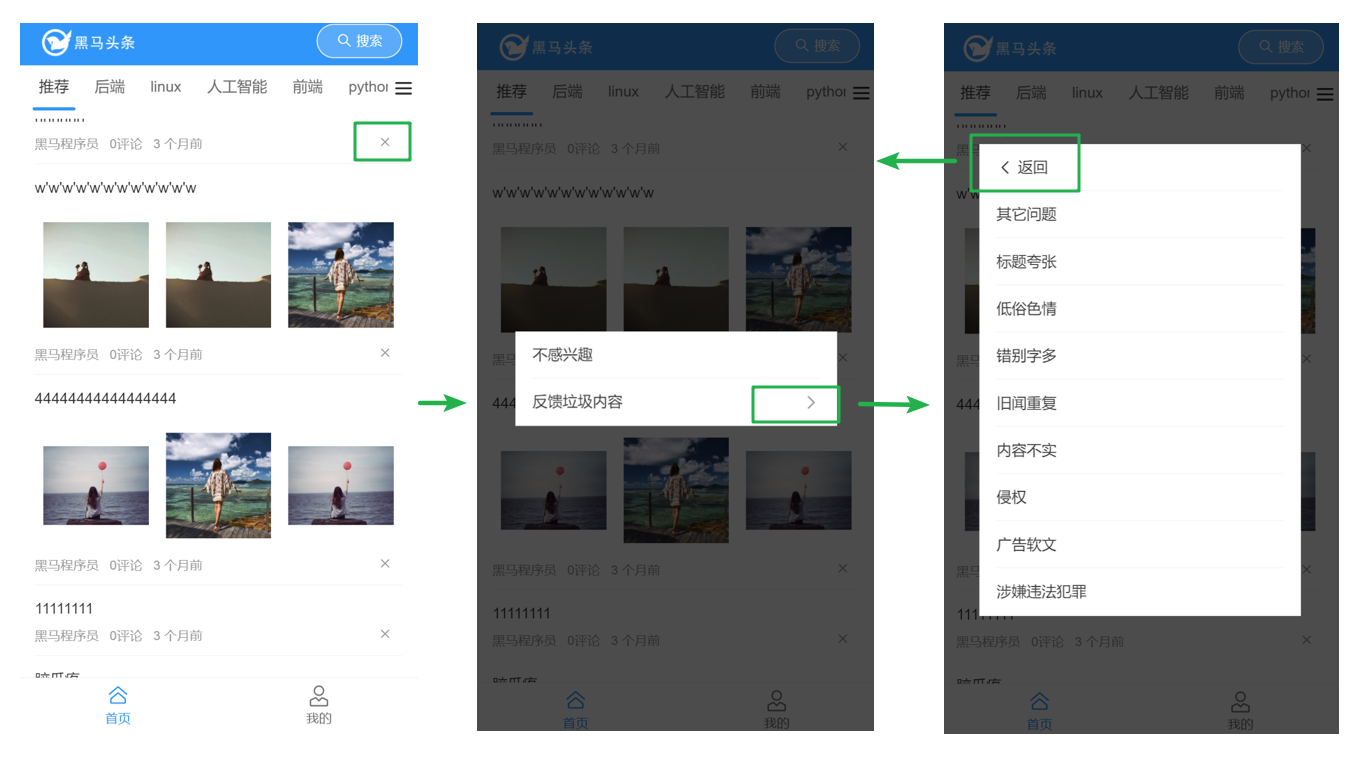 黑马头条
搜索
推荐 后端 linux 人工智能 前端
黑马程序员 0评论 3 个月前
w'w'w'w'w'w'w'w'w'w'w'w
黑马程序员 0评论 3 个月前
44444444444444444
黑马程序员 0评论 3 个月前
11111111
黑马程序员 0评论 3 个月前
首页
我的
黑马头条
搜索
推荐 后端 linux 人工智能 前端
黑马程序员 0评论 3 个月前
w'w'w'w'w'w'w'w'w'w'w'w
不感兴趣
反馈垃圾内容
黑马程序员 0评论 3 个月前
11111111
黑马程序员 0评论 3 个月前
首页
我的
黑马头条
搜索
推荐 后端 linux 人工智能 前端
返回
其它问题
标题夸张
低俗色情
错别字多
旧闻重复
内容不实
侵权
广告软文
涉嫌违法犯罪
黑马程序员 0评论 3 个月前
首页
我的